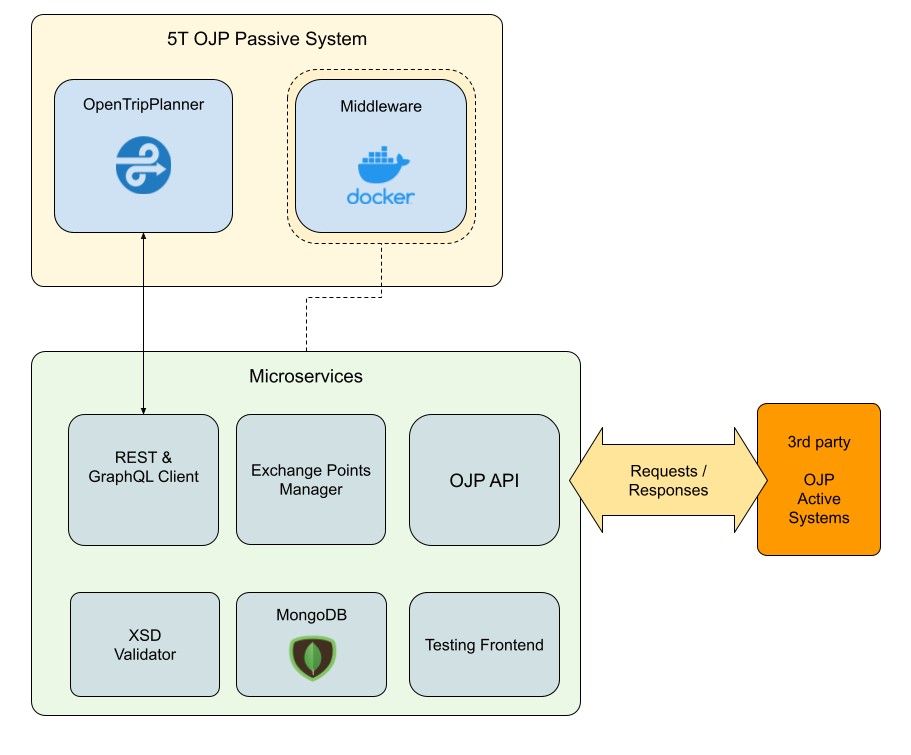 5T OJP Passive System
OpenTripPlanner
Middleware
docker
Microservices
REST &
GraphQL Client
Exchange Points
Manager
OJP API
Requests /
Responses
3rd party
OJP
Active
Systems
XSD
Validator
MongoDB
Testing Frontend